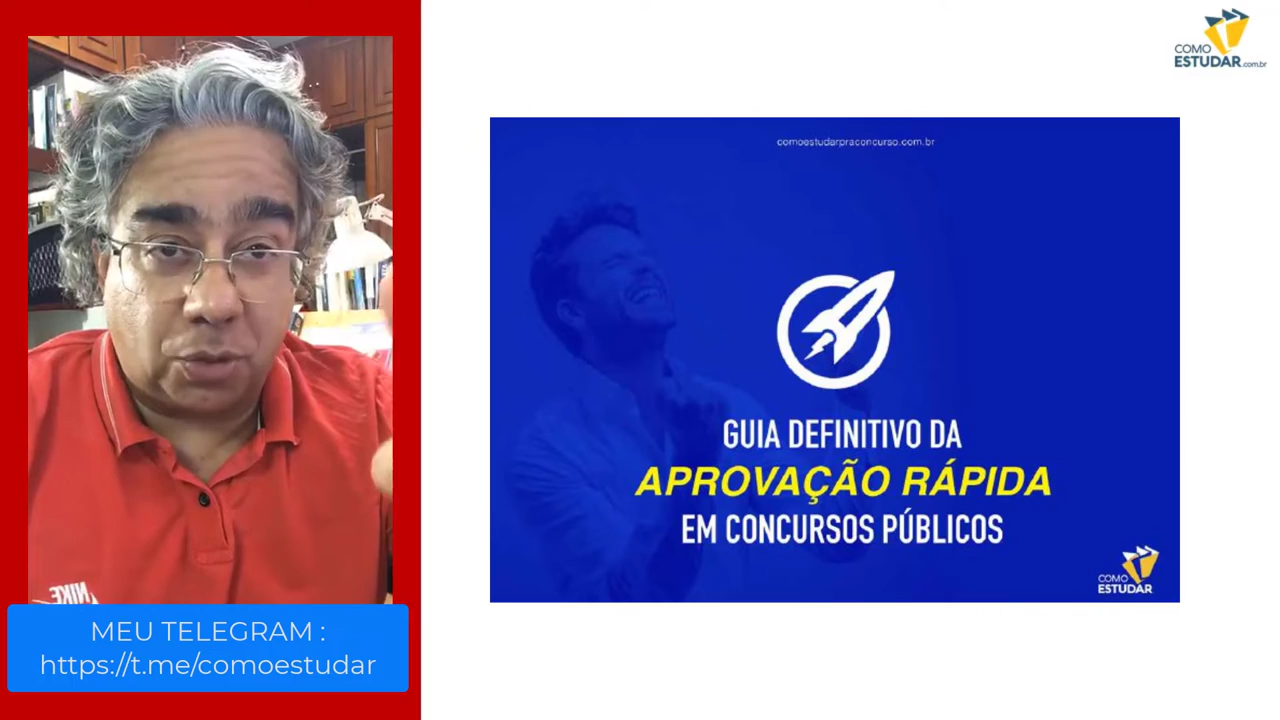 COMO
ESTUDAR.com.br
comoestudarpraconcurso.com.br
GUIA DEFINITIVO DA
APROVAÇÃO RÁPIDA
EM CONCURSOS PÚBLICOS
COMO
ESTUDAR
NIKE
MEU TELEGRAM :
https://t.me/comoestudar